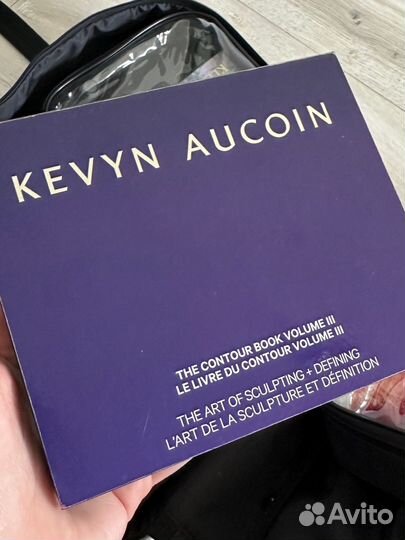 KEVYN AUCOIN
THE CONTOUR BOOK VOLUME III
LE LIVRE DU CONTOUR VOLUME III
THE ART OF SCULPTING + DEFINING
L'ART DE LA SCULPTURE ET DÉFINITION
Avito